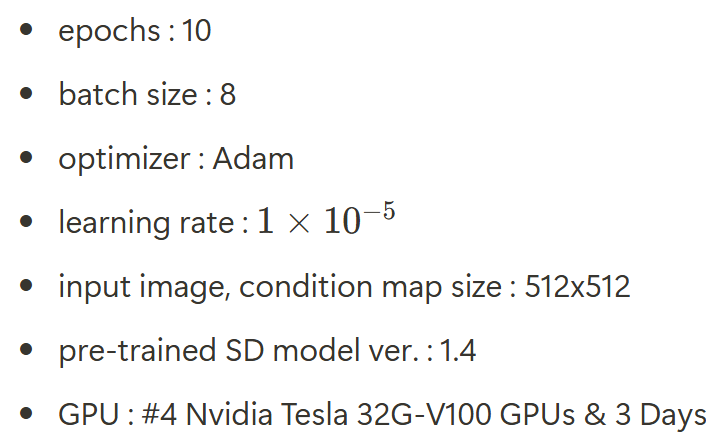 • epochs : 10
• batch size : 8
• optimizer : Adam
• learning rate : 1 × 10⁻⁵
• input image, condition map size : 512x512
• pre-trained SD model ver. : 1.4
• GPU : #4 Nvidia Tesla 32G-V100 GPUs & 3 Days